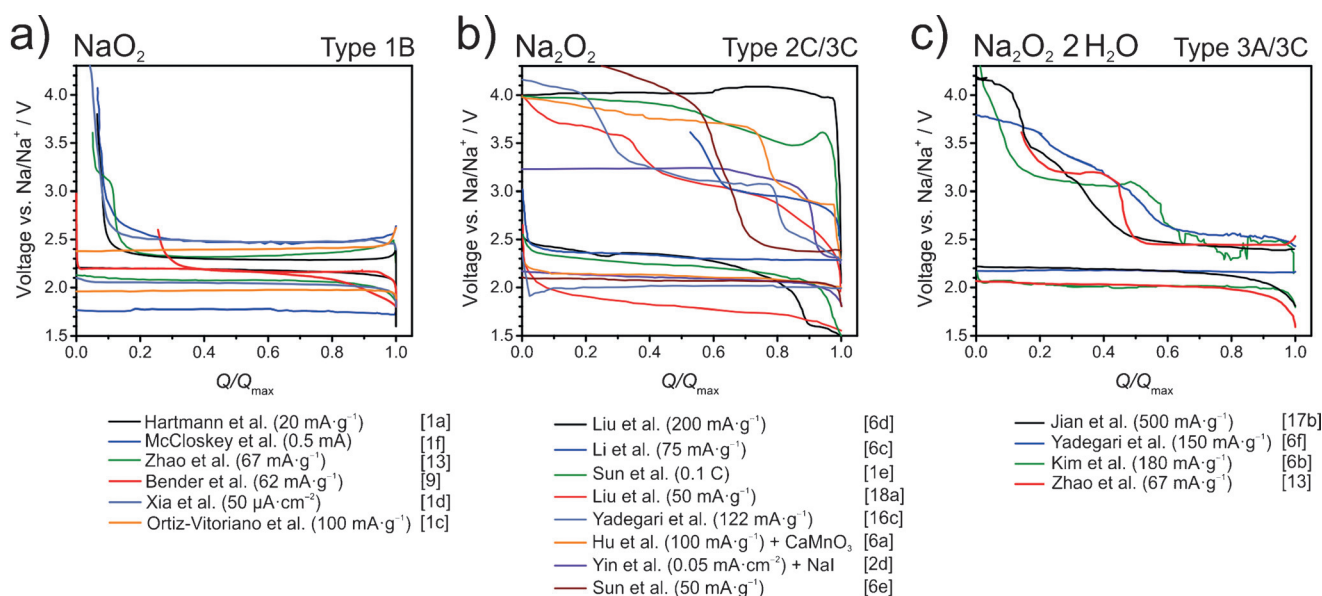 a) NaO₂ Type 1B
Voltage vs. Na/Na⁺ / V
4.0
3.5
3.0
2.5
2.0
1.5
0.0 0.2 0.4 0.6 0.8 1.0
Q/Qmax
Hartmann et al. (20 mA·g⁻¹) [1a]
McCloskey et al. (0.5 mA) [1f]
Zhao et al. (67 mA·g⁻¹) [13]
Bender et al. (62 mA·g⁻¹) [9]
Xia et al. (50 µA·cm⁻²) [1d]
Ortiz-Vitoriano et al. (100 mA·g⁻¹) [1c]
b) Na₂O₂ Type 2C/3C
Voltage vs. Na/Na⁺ / V
4.0
3.5
3.0
2.5
2.0
1.5
0.0 0.2 0.4 0.6 0.8 1.0
Q/Qmax
Liu et al. (200 mA·g⁻¹) [6d]
Li et al. (75 mA·g⁻¹) [6c]
Sun et al. (0.1 C) [1e]
Liu et al. (50 mA·g⁻¹) [18a]
Yadegari et al. (122 mA·g⁻¹) [16c]
Hu et al. (100 mA·g⁻¹) + CaMnO₃ [6a]
Yin et al. (0.05 mA·cm⁻²) + NaI [2d]
Sun et al. (50 mA·g⁻¹) [6e]
c) Na₂O₂ 2H₂O Type 3A/3C
Voltage vs. Na/Na⁺ / V
4.0
3.5
3.0
2.5
2.0
1.5
0.0 0.2 0.4 0.6 0.8 1.0
Q/Qmax
Jian et al. (500 mA·g⁻¹) [17b]
Yadegari et al. (150 mA·g⁻¹) [6f]
Kim et al. (180 mA·g⁻¹) [6b]
Zhao et al. (67 mA·g⁻¹) [13]